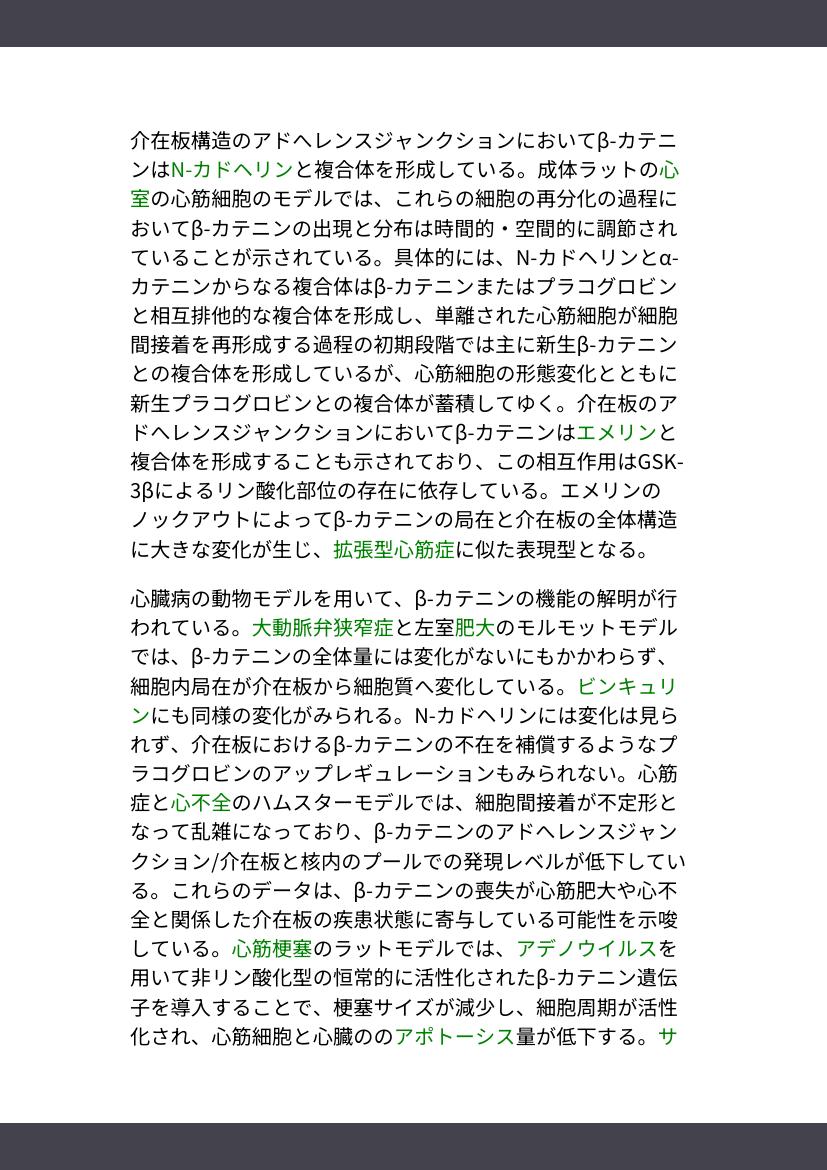 介在板構造のアドヘレンスジャンクションにおいてβ-カテニ
ンはN-カドヘリンと複合体を形成している。成体ラットの心
室の心筋細胞のモデルでは、これらの細胞の再分化の過程に
おいてβ-カテニンの出現と分布は時間的・空間的に調節され
ていることが示されている。具体的には、N-カドヘリンとα-
カテニンからなる複合体はβ-カテニンまたはプラコグロビン
と相互排他的な複合体を形成し、単離された心筋細胞が細胞
間接着を再形成する過程の初期段階では主に新生β-カテニン
との複合体を形成しているが、心筋細胞の形態変化とともに
新生プラコグロビンとの複合体が蓄積してゆく。介在板のア
ドヘレンスジャンクションにおいてβ-カテニンはエメリンと
複合体を形成することも示されており、この相互作用はGSK-
3βによるリン酸化部位の存在に依存している。エメリンの
ノックアウトによってβ-カテニンの局在と介在板の全体構造
に大きな変化が生じ、拡張型心筋症に似た表現型となる。
心臓病の動物モデルを用いて、β-カテニンの機能の解明が行
われている。大動脈弁狭窄症と左室肥大のモルモットモデル
では、β-カテニンの全体量には変化がないにもかかわらず、
細胞内局在が介在板から細胞質へ変化している。ビンキュリ
ンにも同様の変化がみられる。N-カドヘリンには変化は見ら
れず、介在板におけるβ-カテニンの不在を補償するようなプ
ラコグロビンのアップレギュレーションもみられない。心筋
症と心不全のハムスターモデルでは、細胞間接着が不定形と
なって乱雑になっており、β-カテニンのアドヘレンスジャン
クション/介在板と核内のプールでの発現レベルが低下してい
る。これらのデータは、β-カテニンの喪失が心筋肥大や心不
全と関係した介在板の疾患状態に寄与している可能性を示唆
している。心筋梗塞のラットモデルでは、アデノウイルスを
用いて非リン酸化型の恒常的に活性化されたβ-カテニン遺伝
子を導入することで、梗塞サイズが減少し、細胞周期が活性
化され、心筋細胞と心臓ののアポトーシス量が低下する。サ